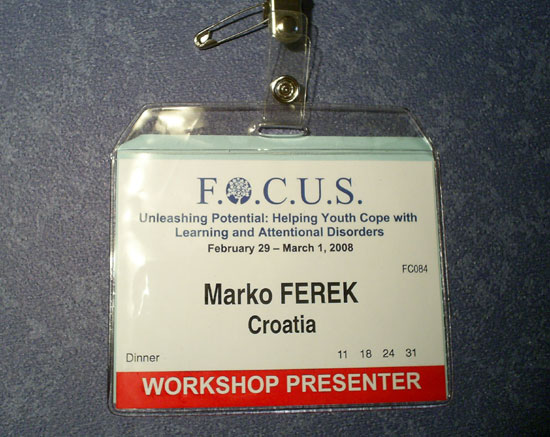 F.O.C.U.S.
Unleashing Potential: Helping Youth Cope with
Learning and Attentional Disorders
February 29 – March 1, 2008
FC084
Marko FEREK
Croatia
Dinner 11 18 24 31
WORKSHOP PRESENTER